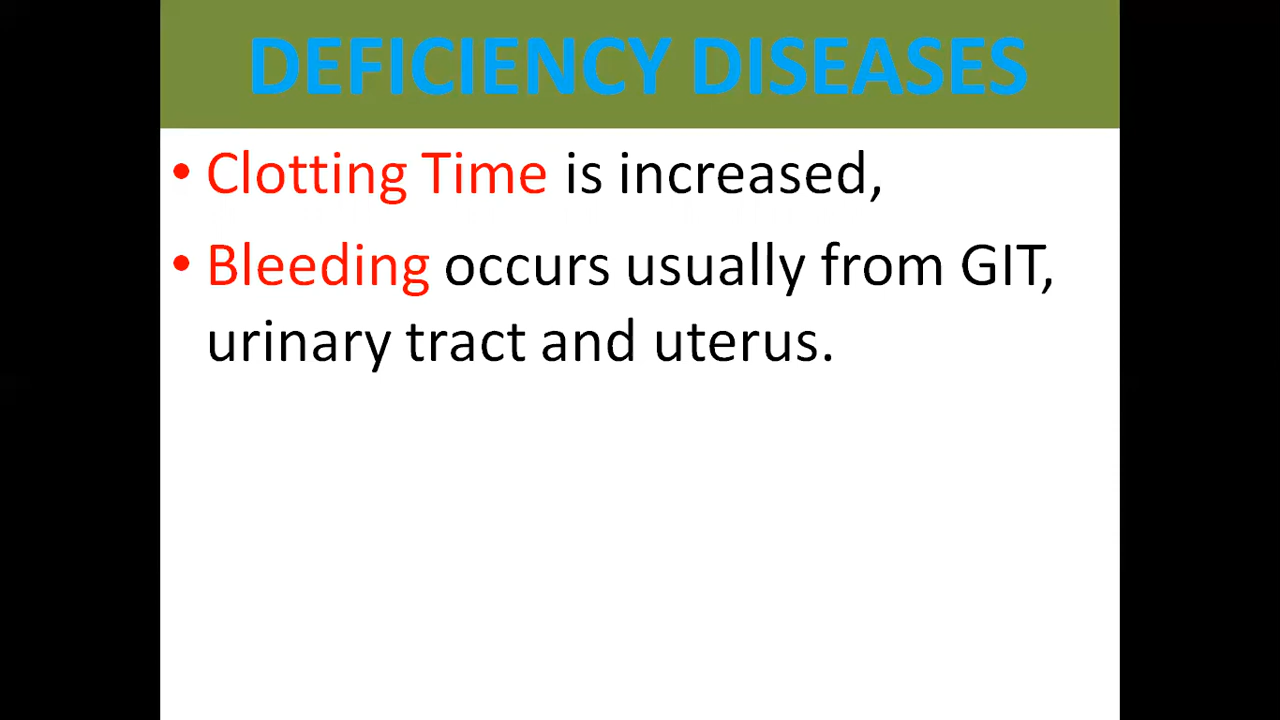 DEFICIENCY DISEASES
• Clotting Time is increased,
• Bleeding occurs usually from GIT,
urinary tract and uterus.